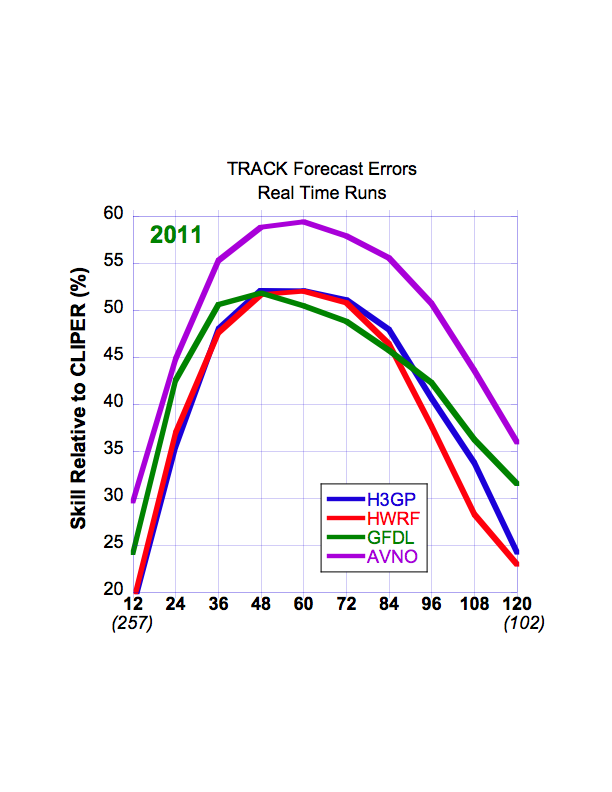 TRACK Forecast Errors
Real Time Runs
2011
Skill Relative to CLIPER (%)
60
55
50
45
40
35
30
25
20
H3GP
HWRF
GFDL
AVNO
12 24 36 48 60 72 84 96 108 120
(257) (102)